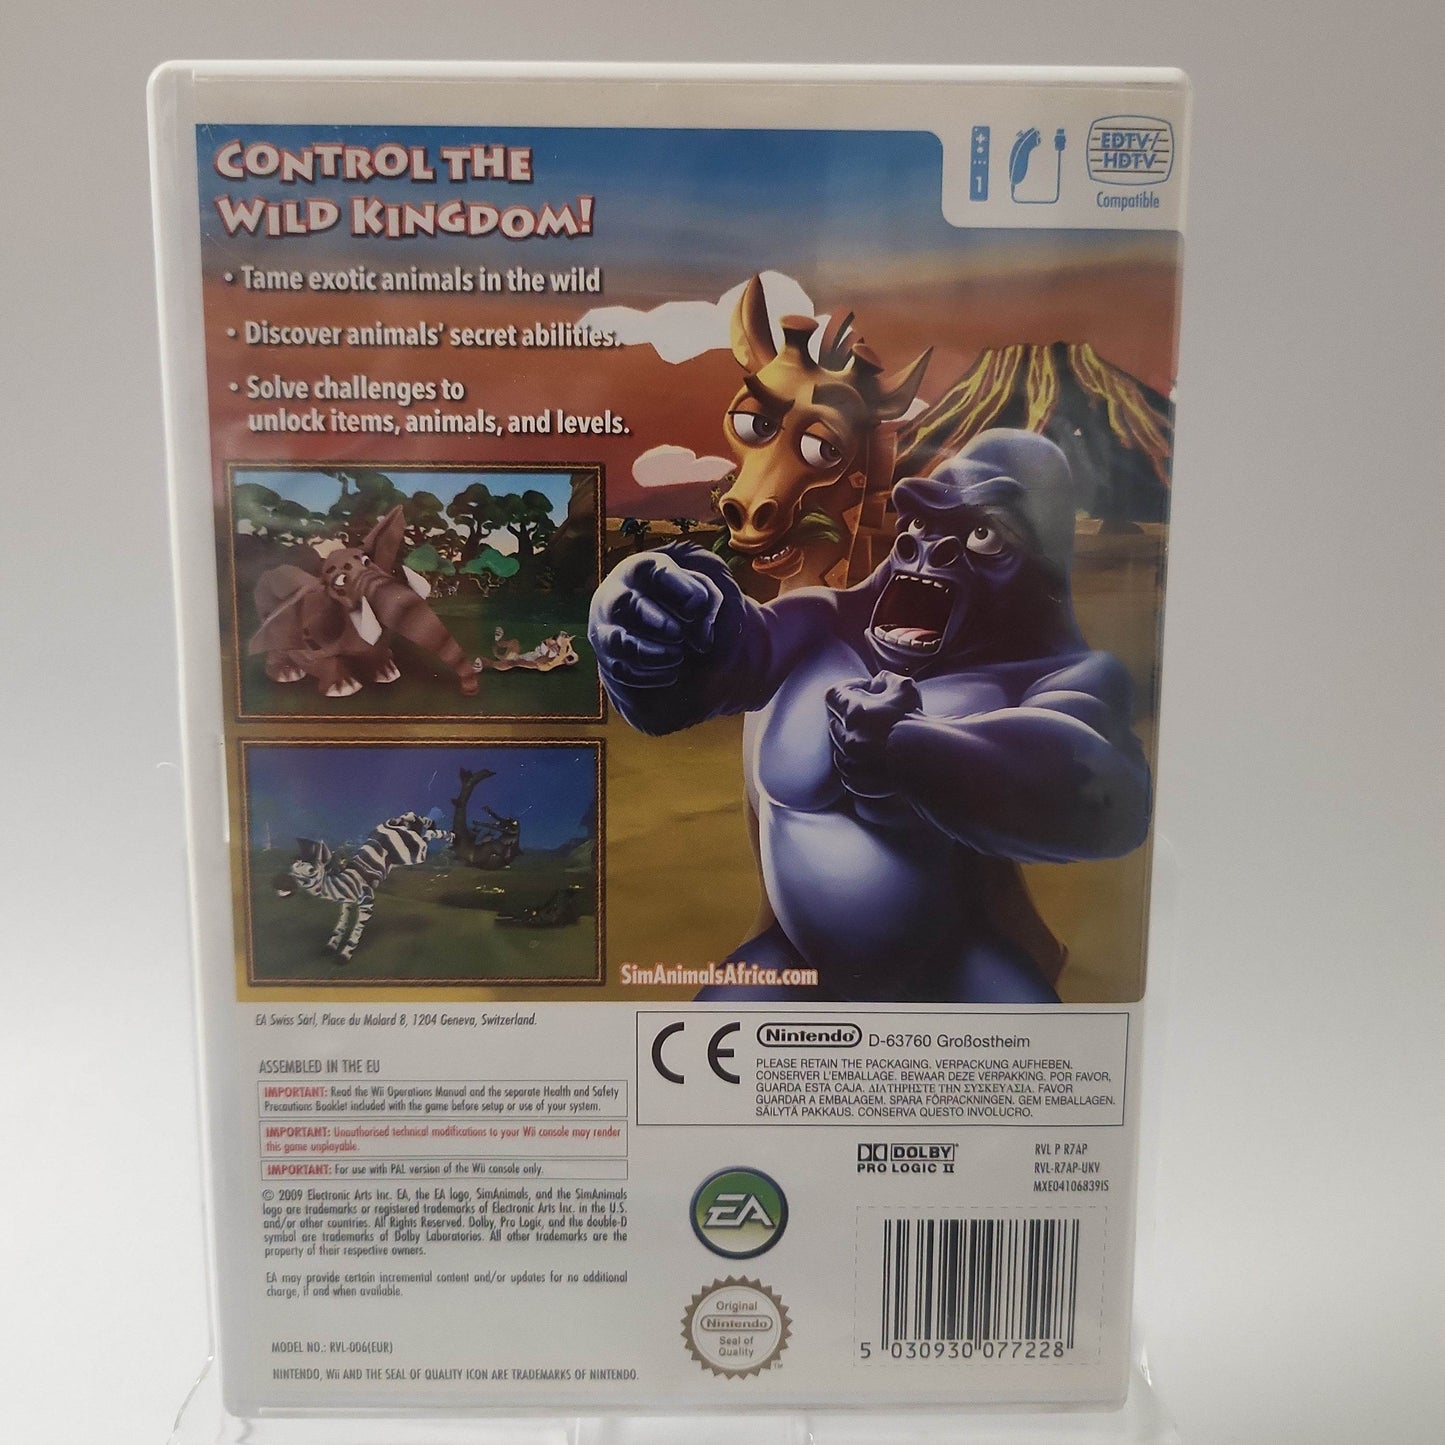 CONTROL THE
WILD KINGDOM!
• Tame exotic animals in the wild
• Discover animals' secret abilities.
• Solve challenges to
unlock items, animals, and levels.
1
EDTV/
HDTV
Compatible
SimAnimalsAfrica.com
EA Swiss Sàrl, Place du Molard 8, 1204 Geneva, Switzerland.
ASSEMBLED IN THE EU
IMPORTANT: Read the Wii Operations Manual and the separate Health and Safety
Precautions Booklet included with the game before setup or use of your system.
IMPORTANT: Unauthorised technical modifications to your Wii console may render
this game unplayable.
IMPORTANT: For use with PAL version of the Wii console only.
© 2009 Electronic Arts Inc. EA, the EA logo, SimAnimals, and the SimAnimals
logo are trademarks or registered trademarks of Electronic Arts Inc. in the U.S.
and/or other countries. All Rights Reserved. Dolby, Pro Logic, and the double-D
symbol are trademarks of Dolby Laboratories. All other trademarks are the
property of their respective owners.
EA may provide certain incremental content and/or updates for no additional
charge, if and when available.
MODEL NO.: RVL-006(EUR)
NINTENDO, Wii AND THE SEAL OF QUALITY ICON ARE TRADEMARKS OF NINTENDO.
CE
Nintendo® D-63760 Großostheim
PLEASE RETAIN THE PACKAGING. VERPACKUNG AUFHEBEN.
CONSERVER L'EMBALLAGE. BEWAAR DEZE VERPAKKING. POR FAVOR,
GUARDA ESTA CAJA. ΔΙΑΤΗΡΗΣΤΕ ΤΗΝ ΣΥΣΚΕΥΑΣΙΑ. FAVOR
GUARDAR A EMBALAGEM. SPARA FÖRPACKNINGEN. GEM EMBALLAGEN.
SÄILYTÄ PAKKAUS. CONSERVA QUESTO INVOLUCRO.
DOLBY®
PRO LOGIC II
RVL P R7AP
RVL-R7AP-UKV
MXE04106839IS
EA
Original
Nintendo
Seal of
Quality
TM
5 030930 077228